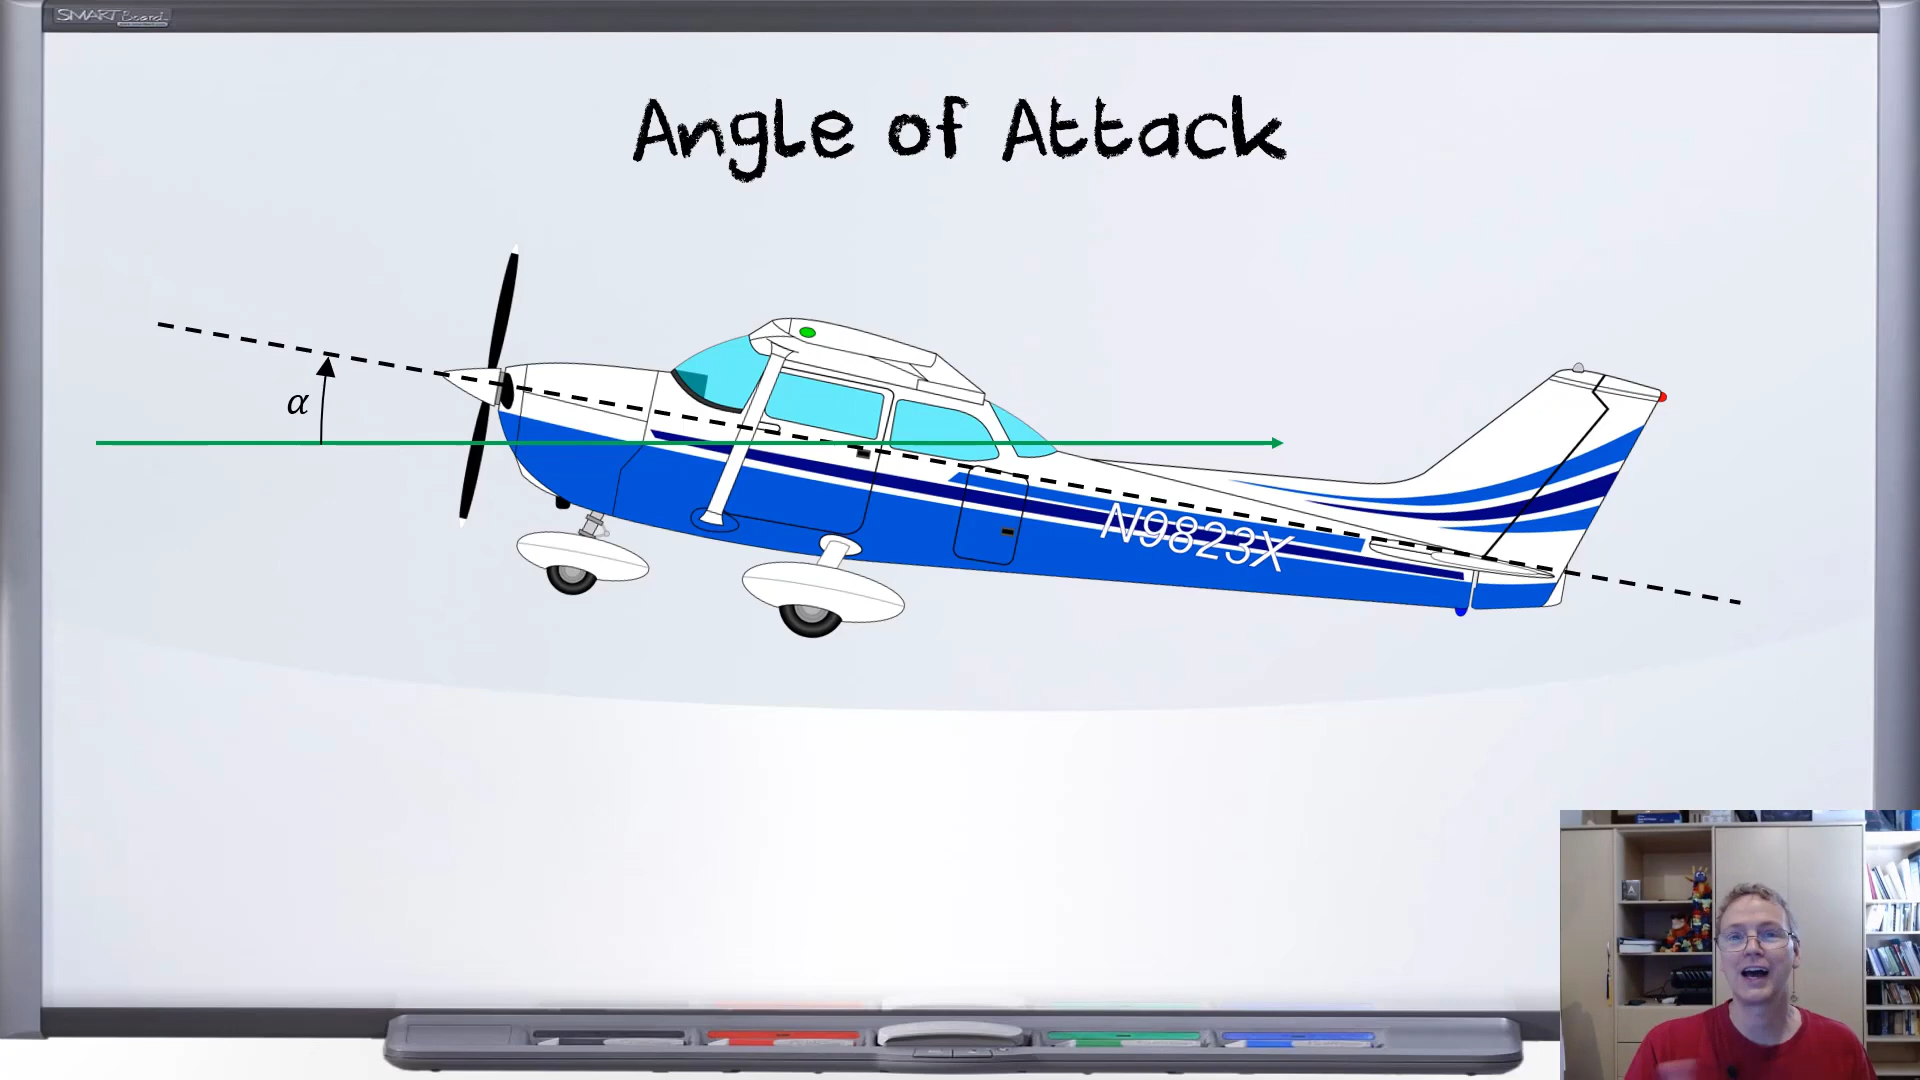 SMART Board
Angle of Attack
α
N9823X